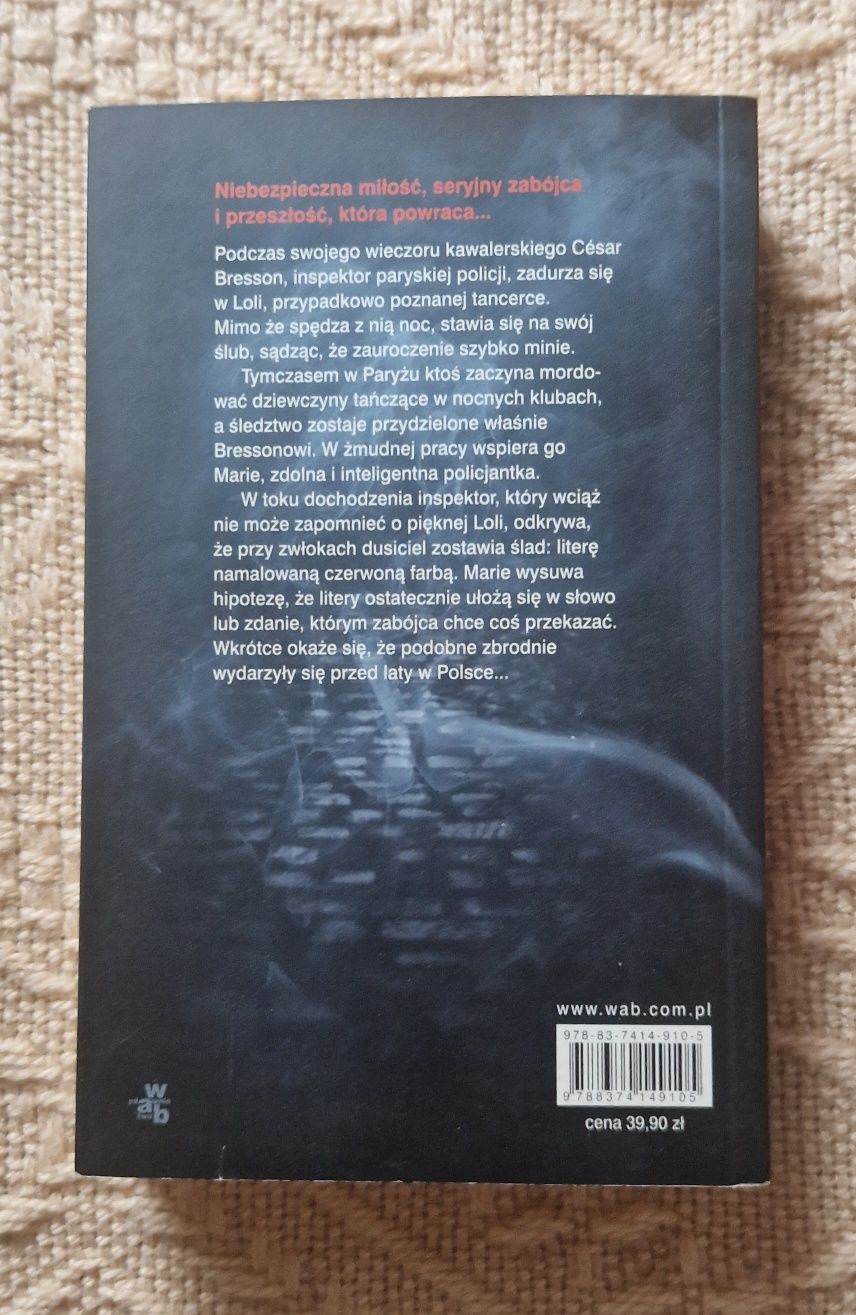 Niebezpieczna miłość, seryjny zabójca
i przeszłość, która powraca...
Podczas swojego wieczoru kawalerskiego César
Bresson, inspektor paryskiej policji, zadurza się
w Loli, przypadkowo poznanej tancerce.
Mimo że spędza z nią noc, stawia się na swój
ślub, sądząc, że zauroczenie szybko minie.
Tymczasem w Paryżu ktoś zaczyna mordo-
wać dziewczyny tańczące w nocnych klubach,
a śledztwo zostaje przydzielone właśnie
Bressonowi. W żmudnej pracy wspiera go
Marie, zdolna i inteligentna policjantka.
W toku dochodzenia inspektor, który wciąż
nie może zapomnieć o pięknej Loli, odkrywa,
że przy zwłokach dusiciel zostawia ślad: literę
namalowaną czerwoną farbą. Marie wysuwa
hipotezę, że litery ostatecznie ułożą się w słowo
lub zdanie, którym zabójca chce coś przekazać.
Wkrótce okaże się, że podobne zbrodnie
wydarzyły się przed laty w Polsce...
www.wab.com.pl
978-83-7414-910-5
9 788374 149105
cena 39,90 zł
w
ab